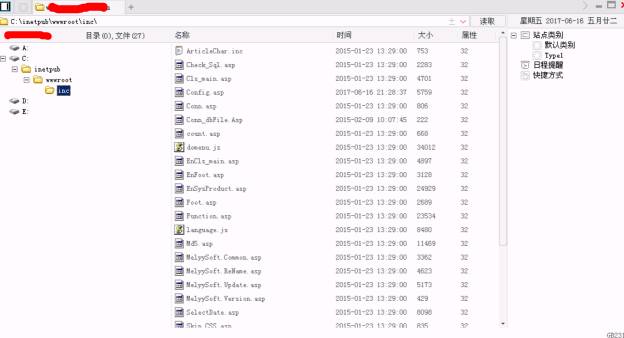 C:\inetpub\wwwroot\inc\ 读取 星期五 2017-06-16 五月廿二
目录(0),文件(27) 名称 时间 大小 属性
A:
C:
inetpub
wwwroot
inc
D:
E:
ArticleChar.inc 2015-01-23 13:29:00 753 32
Check_Sql.asp 2015-01-23 13:29:00 2283 32
Cls_main.asp 2015-01-23 13:29:00 4701 32
Config.asp 2017-06-16 21:28:37 5759 32
Conn.asp 2015-01-23 13:29:00 806 32
Conn_dbFile.Asp 2015-02-09 10:07:45 222 32
count.asp 2015-01-23 13:29:00 668 32
domenu.js 2015-01-23 13:29:00 34012 32
EnCls_main.asp 2015-01-23 13:29:00 4897 32
EnFoot.asp 2015-01-23 13:29:00 3128 32
EnSysProduct.asp 2015-01-23 13:29:00 24929 32
Foot.asp 2015-01-23 13:29:00 2689 32
Function.asp 2015-01-23 13:29:00 23534 32
language.js 2015-01-23 13:29:00 8480 32
Md5.asp 2015-01-23 13:29:00 11469 32
MelyySoft.Common.asp 2015-01-23 13:29:00 3362 32
MelyySoft.ReName.asp 2015-01-23 13:29:00 4623 32
MelyySoft.Update.asp 2015-01-23 13:29:00 5173 32
MelyySoft.Version.asp 2015-01-23 13:29:00 429 32
SelectDate.asp 2015-01-23 13:29:00 8098 32
Skin_CSS.asp 2015-01-23 13:29:00 835 32
站点类别
默认类别
Type1
日程提醒
快捷方式
GB231